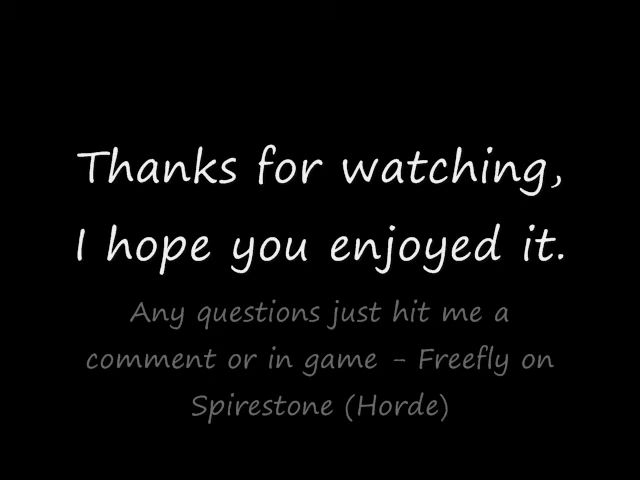 Thanks for watching,
I hope you enjoyed it.
Any questions just hit me a
comment or in game - Freefly on
Spirestone (Horde)